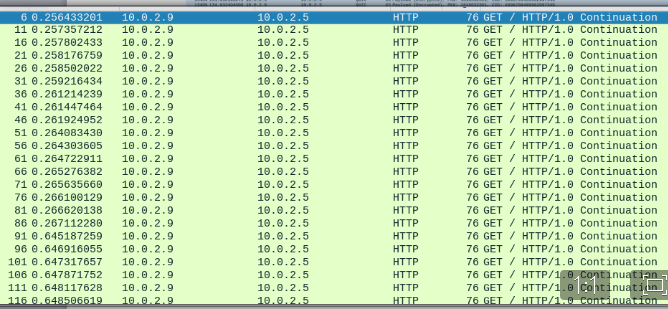 6 0.256433201 10.0.2.9 10.0.2.5 HTTP 76 GET / HTTP/1.0 Continuation
11 0.257357212 10.0.2.9 10.0.2.5 HTTP 76 GET / HTTP/1.0 Continuation
16 0.257802433 10.0.2.9 10.0.2.5 HTTP 76 GET / HTTP/1.0 Continuation
21 0.258176759 10.0.2.9 10.0.2.5 HTTP 76 GET / HTTP/1.0 Continuation
26 0.258502022 10.0.2.9 10.0.2.5 HTTP 76 GET / HTTP/1.0 Continuation
31 0.259216434 10.0.2.9 10.0.2.5 HTTP 76 GET / HTTP/1.0 Continuation
36 0.261214239 10.0.2.9 10.0.2.5 HTTP 76 GET / HTTP/1.0 Continuation
41 0.261447464 10.0.2.9 10.0.2.5 HTTP 76 GET / HTTP/1.0 Continuation
46 0.261924952 10.0.2.9 10.0.2.5 HTTP 76 GET / HTTP/1.0 Continuation
51 0.264083430 10.0.2.9 10.0.2.5 HTTP 76 GET / HTTP/1.0 Continuation
56 0.264303605 10.0.2.9 10.0.2.5 HTTP 76 GET / HTTP/1.0 Continuation
61 0.264722911 10.0.2.9 10.0.2.5 HTTP 76 GET / HTTP/1.0 Continuation
66 0.265276382 10.0.2.9 10.0.2.5 HTTP 76 GET / HTTP/1.0 Continuation
71 0.265635660 10.0.2.9 10.0.2.5 HTTP 76 GET / HTTP/1.0 Continuation
76 0.266100129 10.0.2.9 10.0.2.5 HTTP 76 GET / HTTP/1.0 Continuation
81 0.266620138 10.0.2.9 10.0.2.5 HTTP 76 GET / HTTP/1.0 Continuation
86 0.267112280 10.0.2.9 10.0.2.5 HTTP 76 GET / HTTP/1.0 Continuation
91 0.645187259 10.0.2.9 10.0.2.5 HTTP 76 GET / HTTP/1.0 Continuation
96 0.646916055 10.0.2.9 10.0.2.5 HTTP 76 GET / HTTP/1.0 Continuation
101 0.647317657 10.0.2.9 10.0.2.5 HTTP 76 GET / HTTP/1.0 Continuation
106 0.647871752 10.0.2.9 10.0.2.5 HTTP 76 GET / HTTP/1.0 Continuation
111 0.648117628 10.0.2.9 10.0.2.5 HTTP 76 GET / HTTP/1.0 Continuation
116 0.648506619 10.0.2.9 10.0.2.5 HTTP 76 GET / HTTP/1.0 Continuation